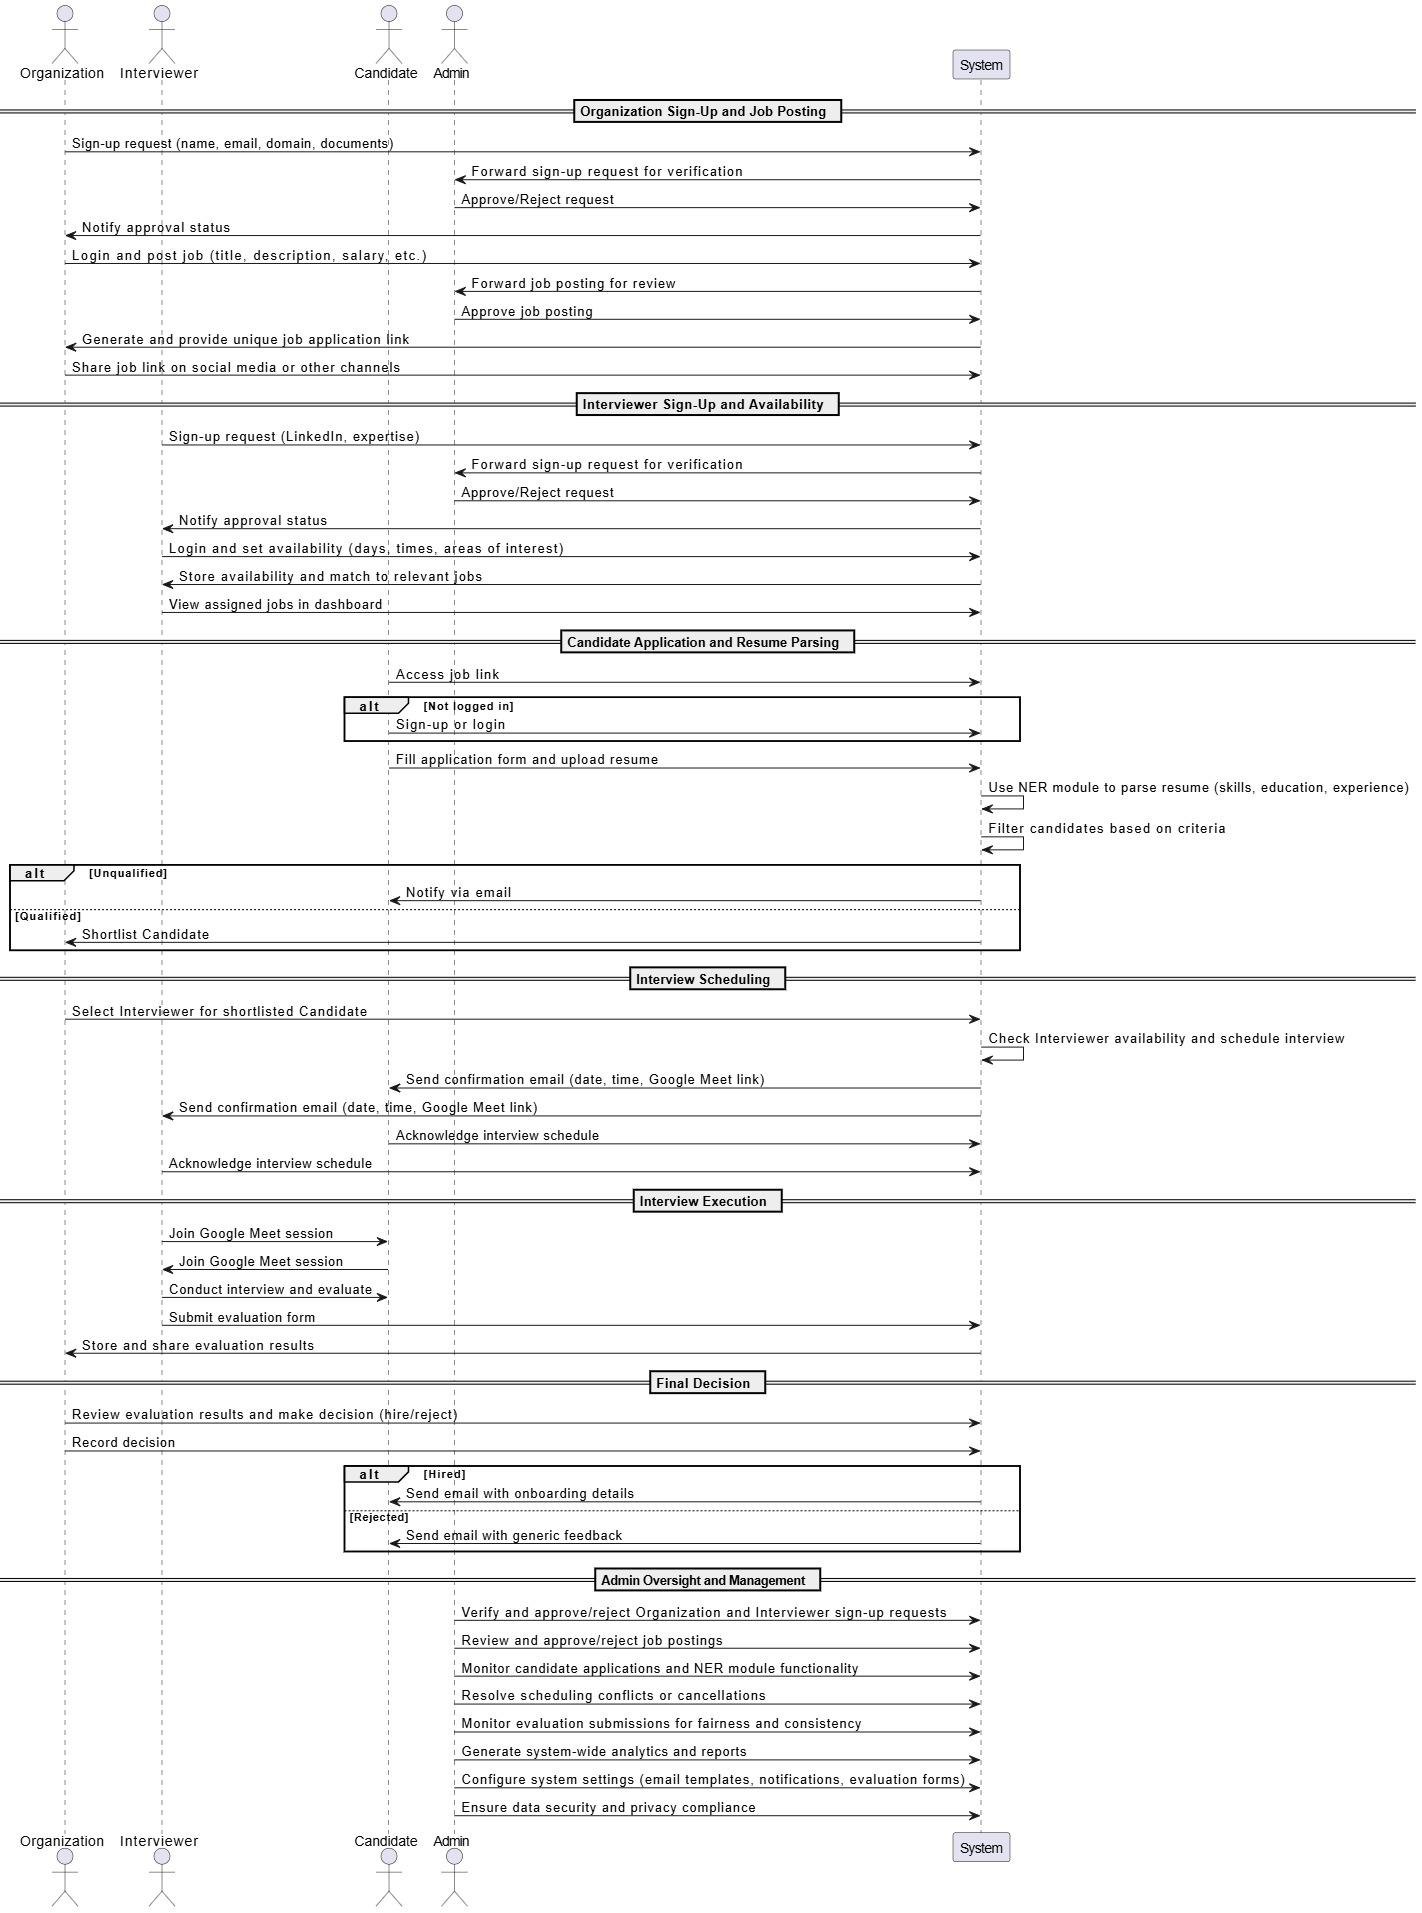 Organization
Interviewer
Candidate
Admin
System
Organization Sign-Up and Job Posting
Sign-up request (name, email, domain, documents)
Forward sign-up request for verification
Approve/Reject request
Notify approval status
Login and post job (title, description, salary, etc.)
Forward job posting for review
Approve job posting
Generate and provide unique job application link
Share job link on social media or other channels
Interviewer Sign-Up and Availability
Sign-up request (LinkedIn, expertise)
Forward sign-up request for verification
Approve/Reject request
Notify approval status
Login and set availability (days, times, areas of interest)
Store availability and match to relevant jobs
View assigned jobs in dashboard
Candidate Application and Resume Parsing
Access job link
alt [Not logged in]
Sign-up or login
Fill application form and upload resume
Use NER module to parse resume (skills, education, experience)
Filter candidates based on criteria
alt [Unqualified]
Notify via email
[Qualified]
Shortlist Candidate
Interview Scheduling
Select Interviewer for shortlisted Candidate
Check Interviewer availability and schedule interview
Send confirmation email (date, time, Google Meet link)
Send confirmation email (date, time, Google Meet link)
Acknowledge interview schedule
Acknowledge interview schedule
Interview Execution
Join Google Meet session
Join Google Meet session
Conduct interview and evaluate
Submit evaluation form
Store and share evaluation results
Final Decision
Review evaluation results and make decision (hire/reject)
Record decision
alt [Hired]
Send email with onboarding details
[Rejected]
Send email with generic feedback
Admin Oversight and Management
Verify and approve/reject Organization and Interviewer sign-up requests
Review and approve/reject job postings
Monitor candidate applications and NER module functionality
Resolve scheduling conflicts or cancellations
Monitor evaluation submissions for fairness and consistency
Generate system-wide analytics and reports
Configure system settings (email templates, notifications, evaluation forms)
Ensure data security and privacy compliance
Organization
Interviewer
Candidate
Admin
System